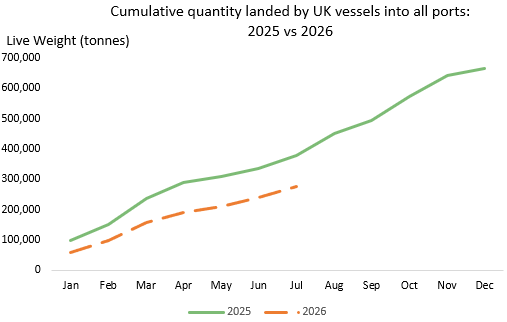 Cumulative quantity landed by UK vessels into all ports:
2025 vs 2026
Live Weight (tonnes)
700,000
600,000
500,000
400,000
300,000
200,000
100,000
0
Jan Feb Mar Apr May Jun Jul Aug Sep Oct Nov Dec
2025 2026